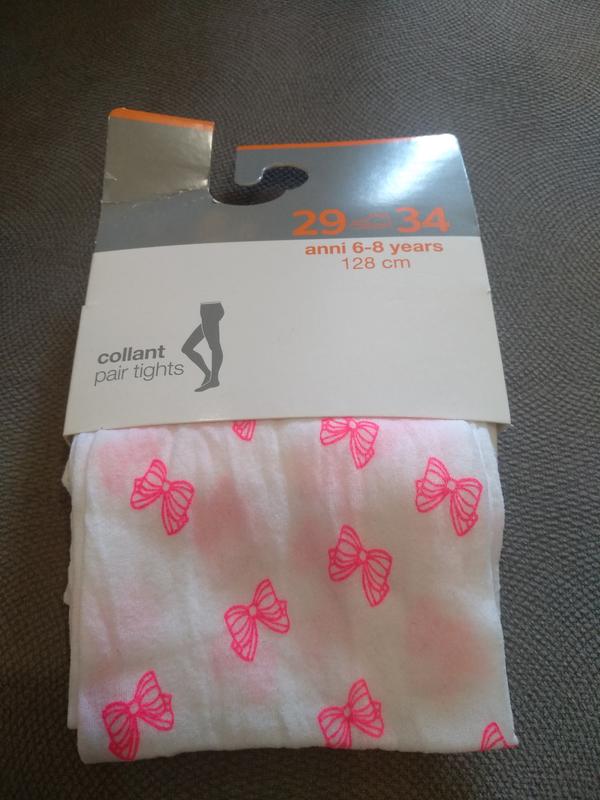 29 34
anni 6-8 years
128 cm
collant
pair tights